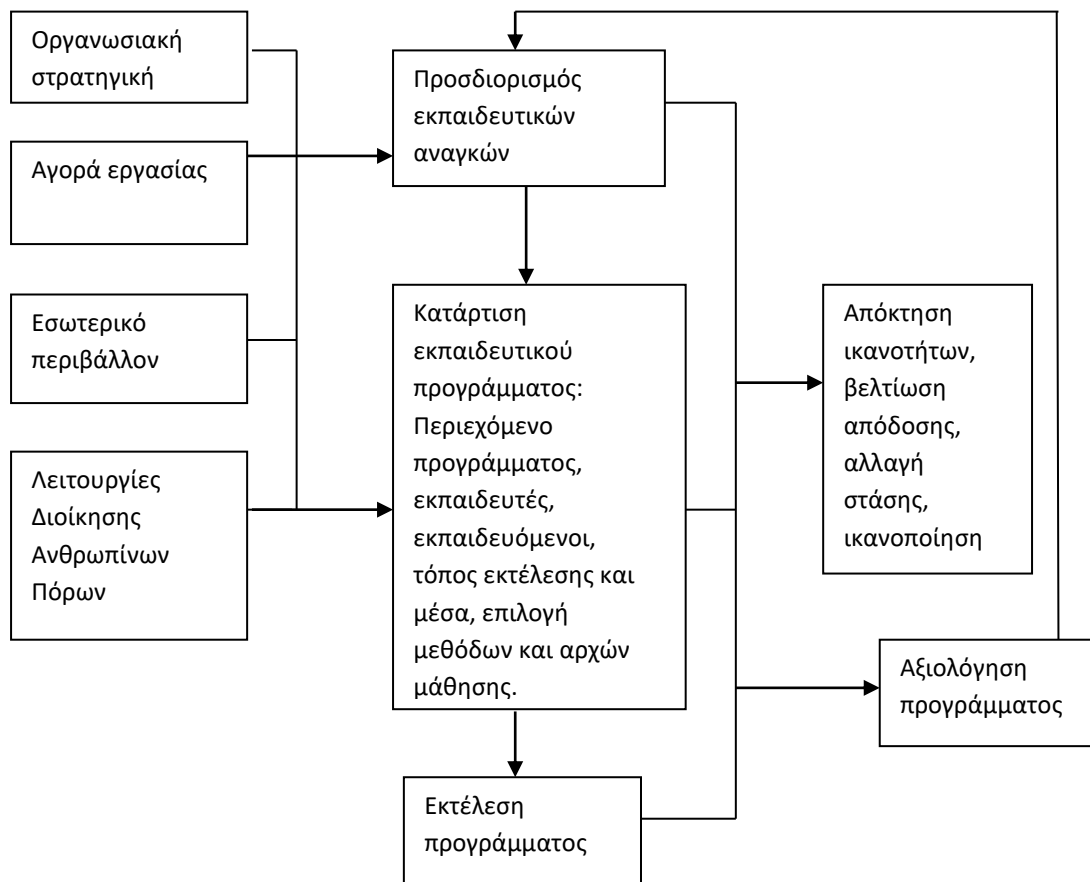 Οργανωσιακή
στρατηγική
Αγορά εργασίας
Εσωτερικό
περιβάλλον
Λειτουργίες
Διοίκησης
Ανθρωπίνων
Πόρων
Προσδιορισμός
εκπαιδευτικών
αναγκών
Κατάρτιση
εκπαιδευτικού
προγράμματος:
Περιεχόμενο
προγράμματος,
εκπαιδευτές,
εκπαιδευόμενοι,
τόπος εκτέλεσης και
μέσα, επιλογή
μεθόδων και αρχών
μάθησης.
Εκτέλεση
προγράμματος
Απόκτηση
ικανοτήτων,
βελτίωση
απόδοσης,
αλλαγή
στάσης,
ικανοποίηση
Αξιολόγηση
προγράμματος